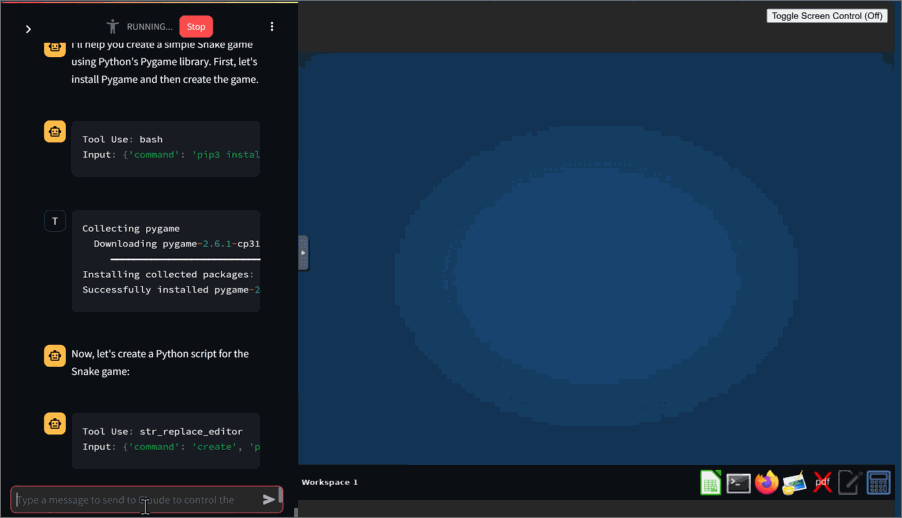 Toggle Screen Control (Off)
RUNNING...
Stop
I'll help you create a simple Snake game
using Python's Pygame library. First, let's
install Pygame and then create the game.
Tool Use: bash
Input: {'command': 'pip3 instal
T
Collecting pygame
Downloading pygame-2.6.1-cp31
Installing collected packages:
Successfully installed pygame-2
Now, let's create a Python script for the
Snake game:
Tool Use: str_replace_editor
Input: {'command': 'create', 'p
Type a message to send to to control the
Workspace 1
pdf